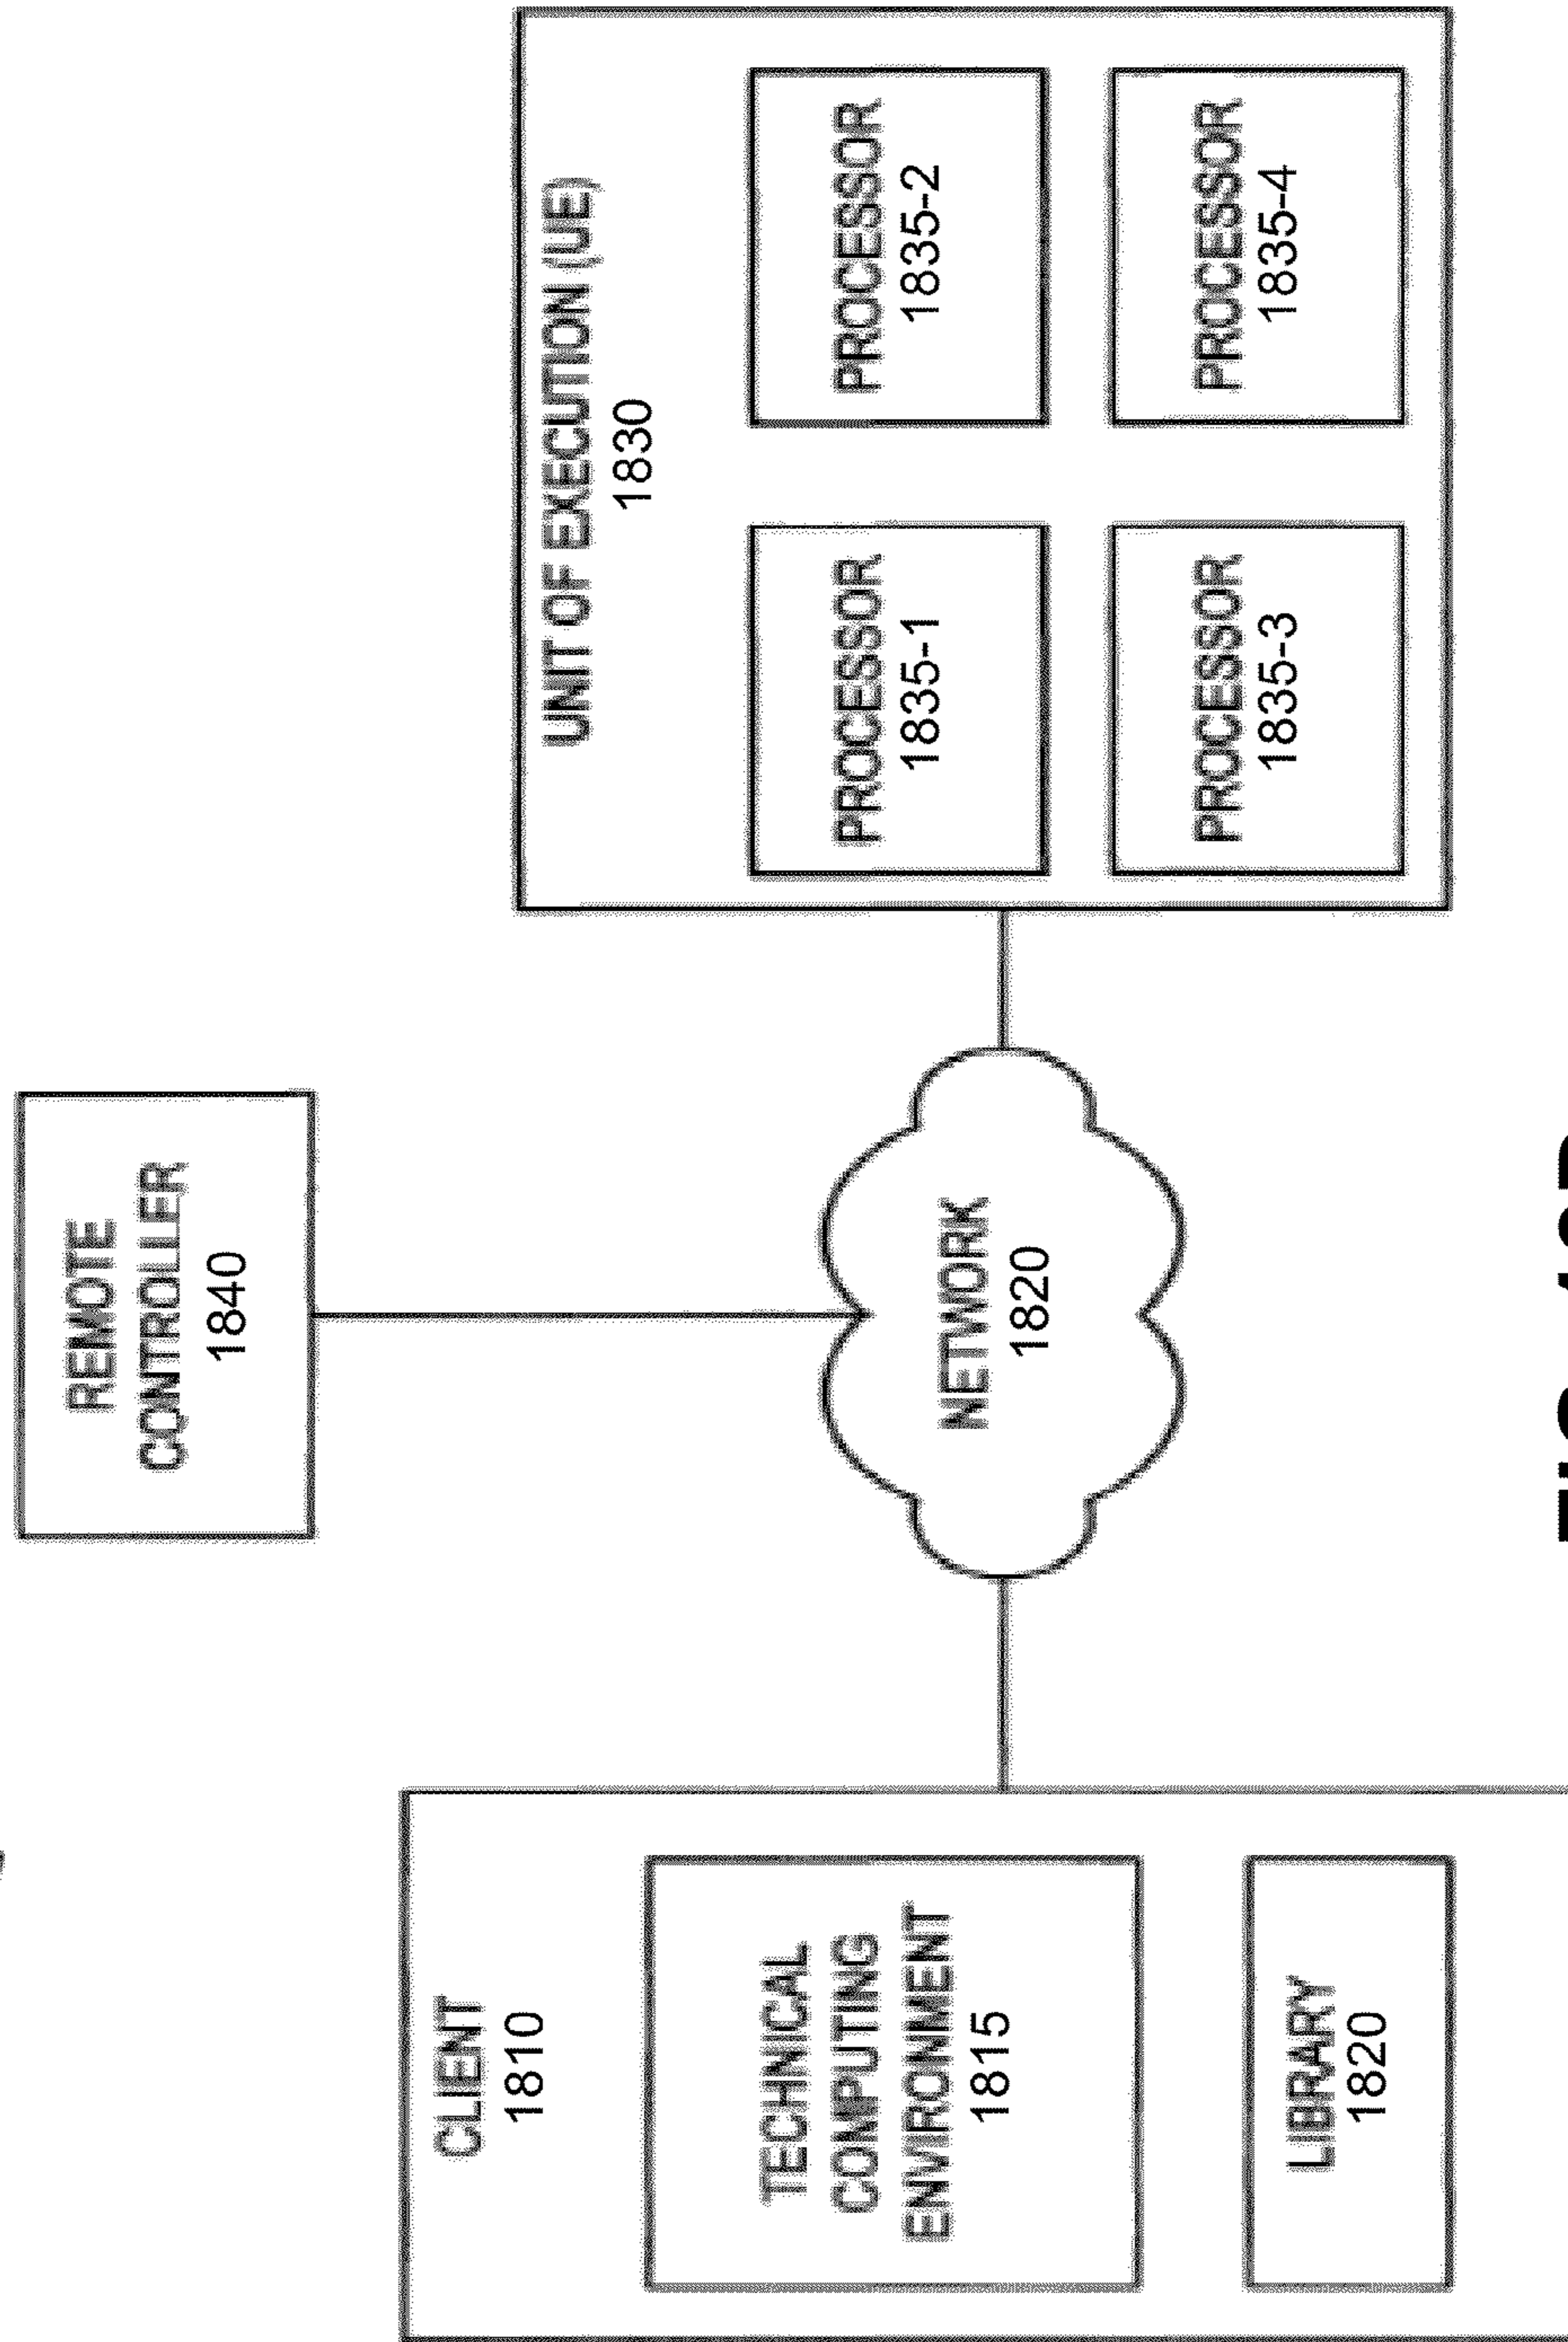 REMOTE
CONTROLLER
1840
CLIENT
1810
TECHNICAL
COMPUTING
ENVIRONMENT
1815
LIBRARY
1820
NETWORK
1820
UNIT OF EXECUTION (UE)
1830
PROCESSOR
1835-1
PROCESSOR
1835-2
PROCESSOR
1835-3
PROCESSOR
1835-4